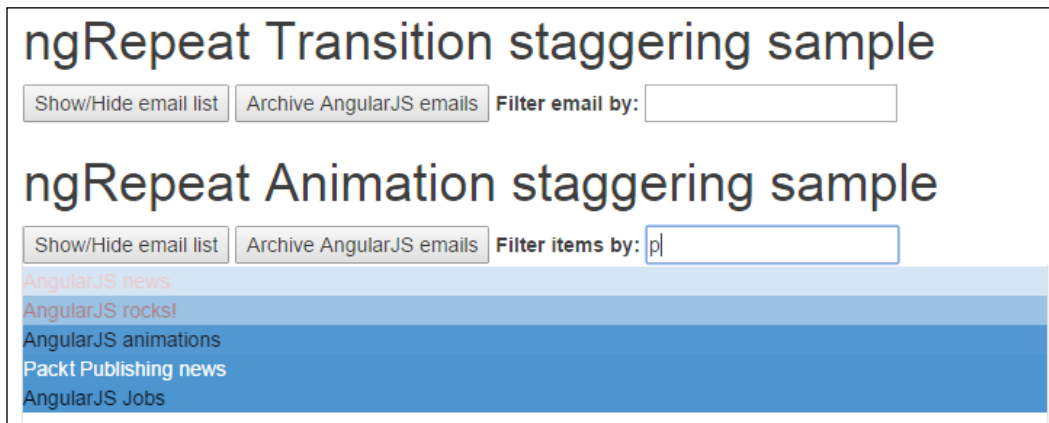 ngRepeat Transition staggering sample
Show/Hide email list Archive AngularJS emails Filter email by:
ngRepeat Animation staggering sample
Show/Hide email list Archive AngularJS emails Filter items by: p
AngularJS news
AngularJS rocks!
AngularJS animations
Packt Publishing news
AngularJS Jobs